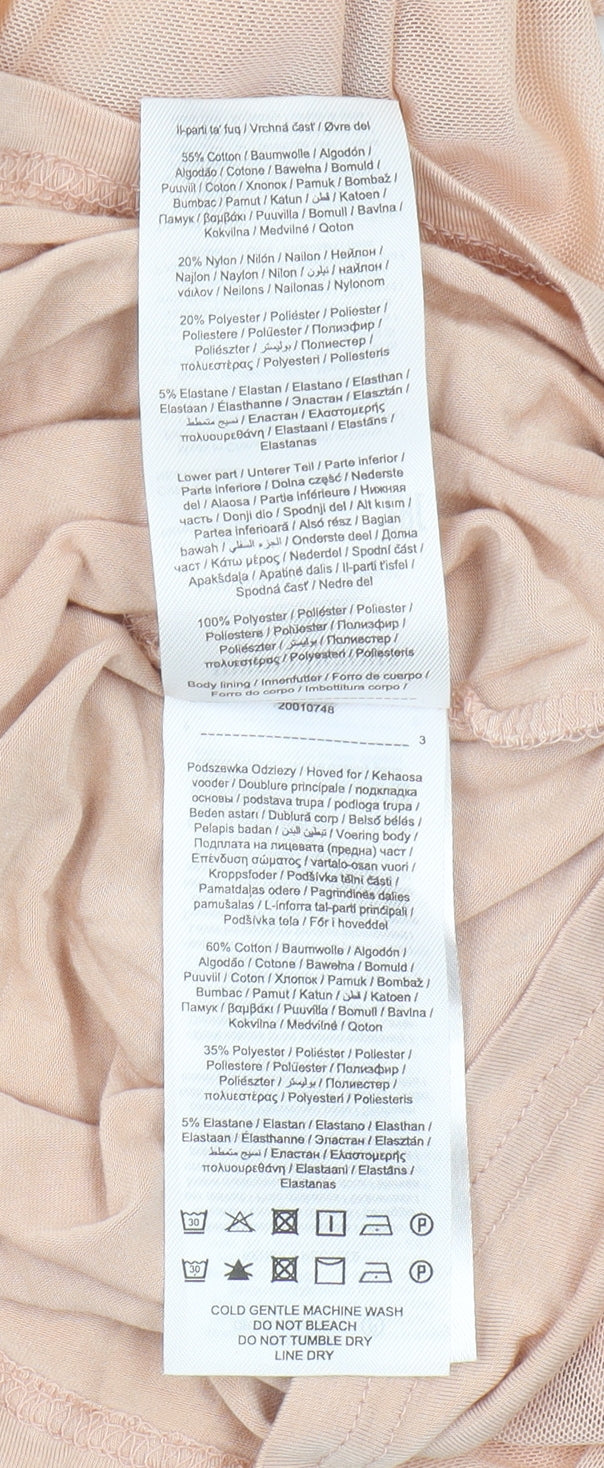 Il-parti ta' fuq / Vrchná časť / Øvre del
55% Cotton / Baumwolle / Algodón /
Algodão / Cotone / Bawełna / Bomuld /
Puuvill / Coton / Хлопок / Pamuk / Bombaž /
Bumbac / Pamut / Katun / قطن / Katoen /
Памук / βαμβάκι / Puuvilla / Bomull / Bavlna /
Kokvilna / Medvilnė / Qoton
20% Nylon / Nilón / Nailon / Нейлон /
Najlon / Naylon / Nilon / نيلون / найлон /
νάιλον / Neilons / Nailonas / Nylonom
20% Polyester / Poliéster / Poliester /
Poliestere / Polüester / Полиэфир /
Poliészter / بوليستر / Полиестер /
πολυεστέρας / Polyesteri / Poliesteris
5% Elastane / Elastan / Elastano / Elasthan /
Elastaan / Élasthanne / Эластан / Elasztán /
نسيج متمطط / Еластан / Ελαστομερής
πολυουρεθάνη / Elastaani / Elastāns /
Elastanas
Lower part / Unterer Teil / Parte inferior /
Parte inferiore / Dolna część / Nederste
del / Alaosa / Partie inférieure / Нижняя
часть / Donji dio / Spodnji del / Alt kısım /
Partea inferioară / Alsó rész / Bagian
bawah / الجزء السفلي / Onderste deel / Долна
част / Κάτω μέρος / Nederdel / Spodní část /
Apakšdaļa / Apatinė dalis / Il-parti t'isfel /
Spodná časť / Nedre del
100% Polyester / Poliéster / Poliester /
Poliestere / Polüester / Полиэфир /
Poliészter / بوليستر / Полиестер /
πολυεστέρας / Polyesteri / Poliesteris
Body lining / Innenfutter / Forro de cuerpo /
Forro do corpo / Imbottitura corpo /
20010748
3
Podszewka Odzieży / Hoved for / Kehaosa
vooder / Doublure principale / подкладка
основы / podstava trupa / podloga trupa /
Beden astarı / Dublură corp / Belső bélés /
Pelapis badan / تبطين البدن / Voering body /
Подплата на лицевата (предна) част /
Επένδυση σώματος / vartalo-osan vuori /
Kroppsfoder / Podšívka tělní části /
Pamatdaļas odere / Pagrindinės dalies
pamušalas / L-inforra tal-parti prinċipali /
Podšívka tela / Fôr i hoveddel
60% Cotton / Baumwolle / Algodón /
Algodão / Cotone / Bawełna / Bomuld /
Puuvill / Coton / Хлопок / Pamuk / Bombaž /
Bumbac / Pamut / Katun / قطن / Katoen /
Памук / βαμβάκι / Puuvilla / Bomull / Bavlna /
Kokvilna / Medvilnė / Qoton
35% Polyester / Poliéster / Poliester /
Poliestere / Polüester / Полиэфир /
Poliészter / بوليستر / Полиестер /
πολυεστέρας / Polyesteri / Poliesteris
5% Elastane / Elastan / Elastano / Elasthan /
Elastaan / Élasthanne / Эластан / Elasztán /
نسيج متمطط / Еластан / Ελαστομερής
πολυουρεθάνη / Elastaani / Elastāns /
Elastanas
30 P
30 P
COLD GENTLE MACHINE WASH
DO NOT BLEACH
DO NOT TUMBLE DRY
LINE DRY